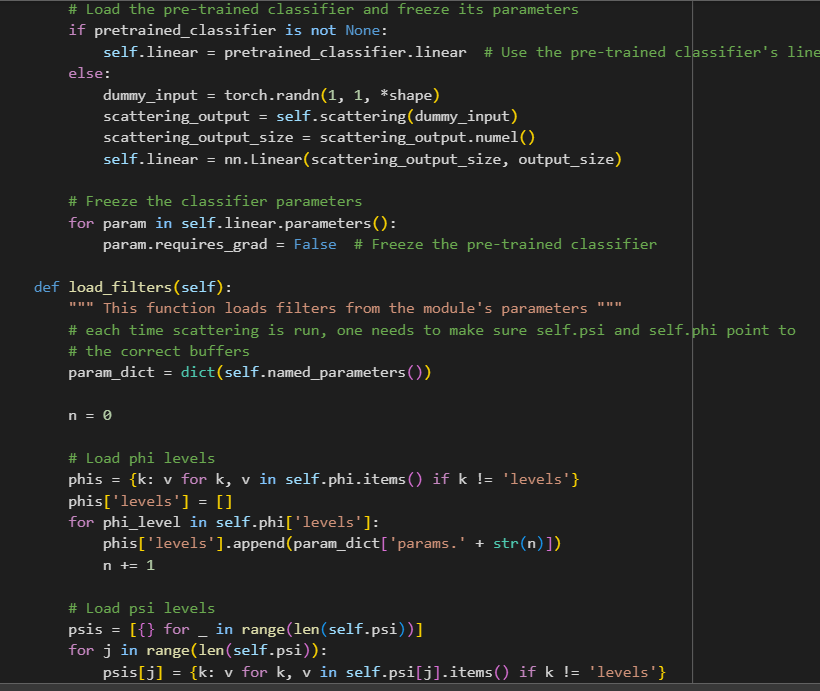 # Load the pre-trained classifier and freeze its parameters
if pretrained_classifier is not None:
self.linear = pretrained_classifier.linear  # Use the pre-trained classifier's line
else:
dummy_input = torch.randn(1, 1, *shape)
scattering_output = self.scattering(dummy_input)
scattering_output_size = scattering_output.numel()
self.linear = nn.Linear(scattering_output_size, output_size)
# Freeze the classifier parameters
for param in self.linear.parameters():
param.requires_grad = False  # Freeze the pre-trained classifier
def load_filters(self):
""" This function loads filters from the module's parameters """
# each time scattering is run, one needs to make sure self.psi and self.phi point to
# the correct buffers
param_dict = dict(self.named_parameters())
n = 0
# Load phi levels
phis = {k: v for k, v in self.phi.items() if k != 'levels'}
phis['levels'] = []
for phi_level in self.phi['levels']:
phis['levels'].append(param_dict['params.' + str(n)])
n += 1
# Load psi levels
psis = [{} for _ in range(len(self.psi))]
for j in range(len(self.psi)):
psis[j] = {k: v for k, v in self.psi[j].items() if k != 'levels'}